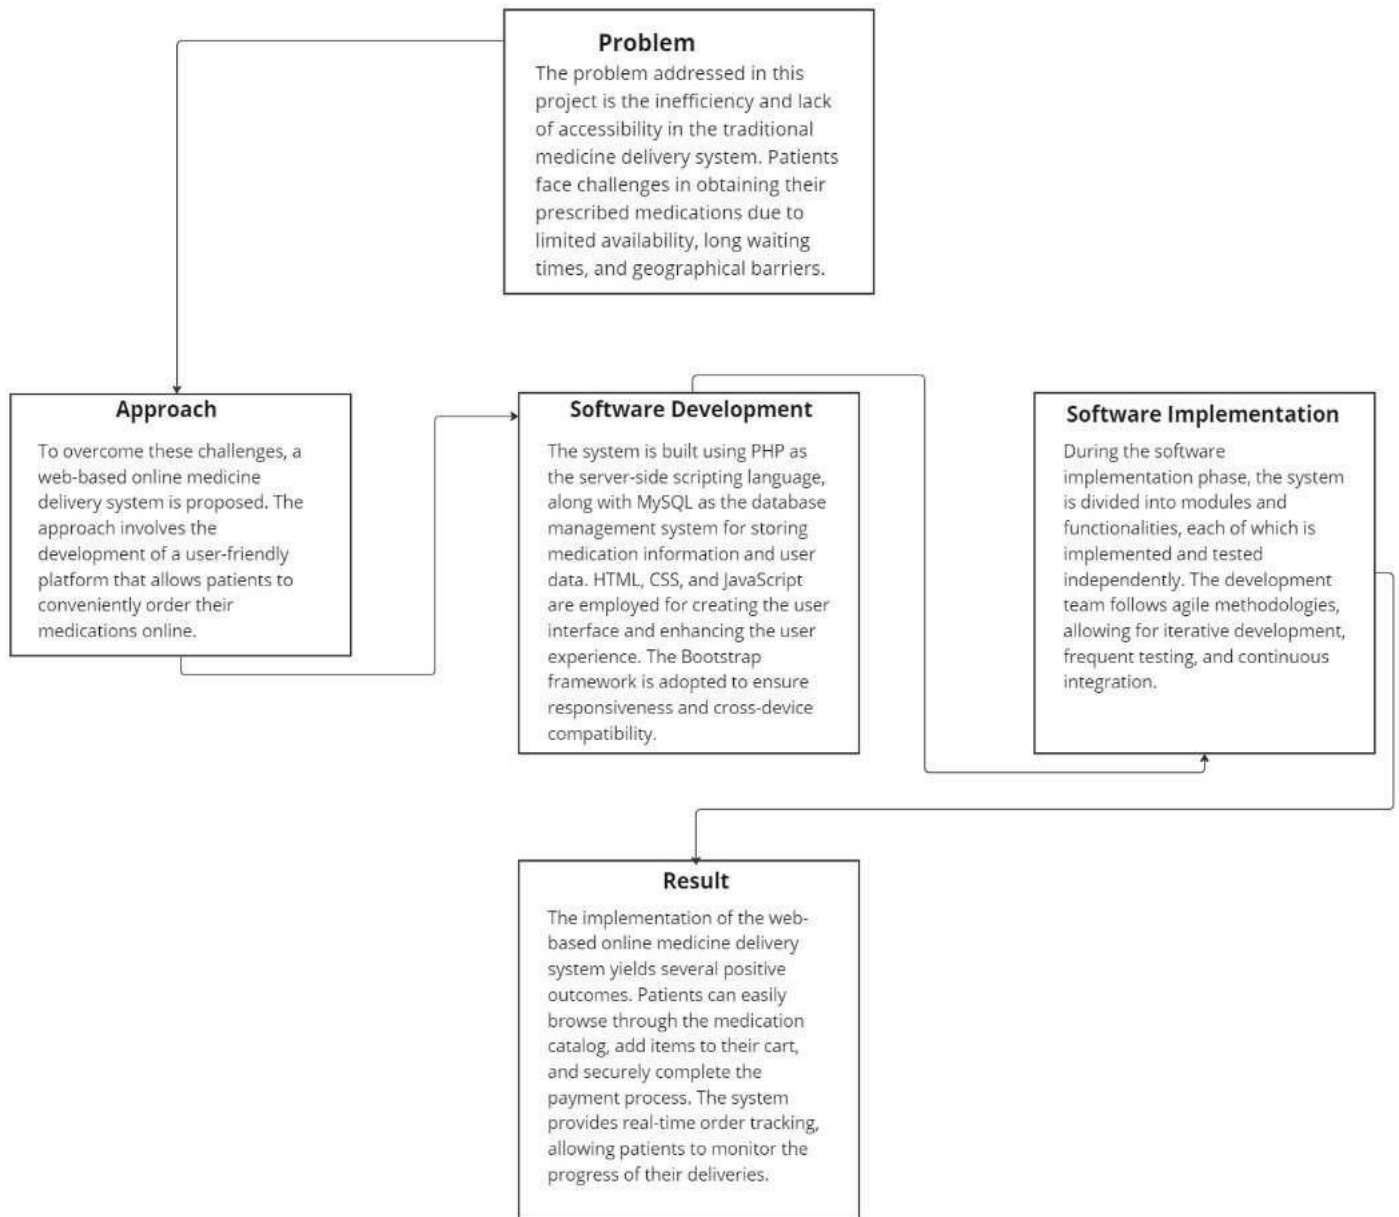 Problem
The problem addressed in this
project is the inefficiency and lack
of accessibility in the traditional
medicine delivery system. Patients
face challenges in obtaining their
prescribed medications due to
limited availability, long waiting
times, and geographical barriers.
Approach
To overcome these challenges, a
web-based online medicine
delivery system is proposed. The
approach involves the
development of a user-friendly
platform that allows patients to
conveniently order their
medications online.
Software Development
The system is built using PHP as
the server-side scripting language,
along with MySQL as the database
management system for storing
medication information and user
data. HTML, CSS, and JavaScript
are employed for creating the user
interface and enhancing the user
experience. The Bootstrap
framework is adopted to ensure
responsiveness and cross-device
compatibility.
Software Implementation
During the software
implementation phase, the system
is divided into modules and
functionalities, each of which is
implemented and tested
independently. The development
team follows agile methodologies,
allowing for iterative development,
frequent testing, and continuous
integration.
Result
The implementation of the web-
based online medicine delivery
system yields several positive
outcomes. Patients can easily
browse through the medication
catalog, add items to their cart,
and securely complete the
payment process. The system
provides real-time order tracking,
allowing patients to monitor the
progress of their deliveries.